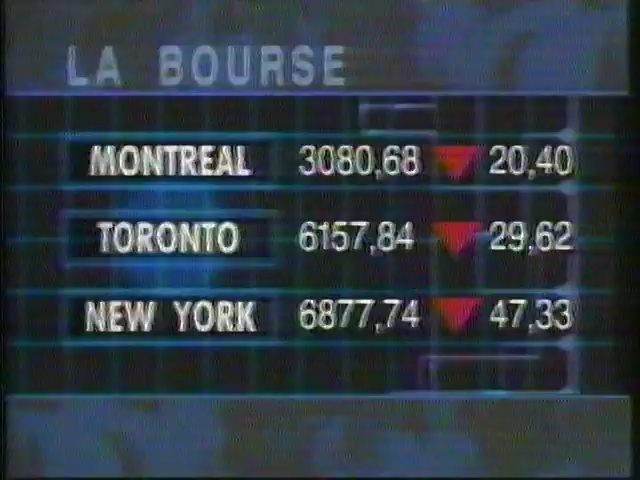 LA BOURSE
MONTREAL 3080,68 20,40
TORONTO 6157,84 29,62
NEW YORK 6877,74 47,33